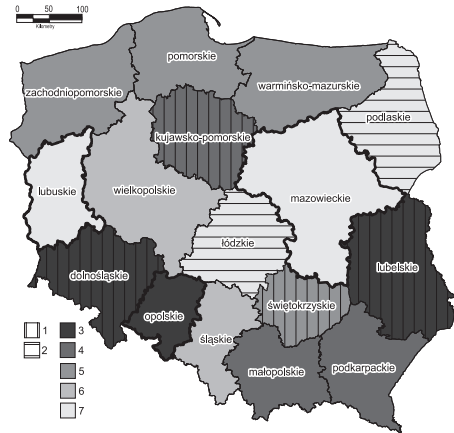 0 50 100
Kilometry
pomorskie
warmińsko-mazurskie
zachodniopomorskie
podlaskie
kujawsko-pomorskie
lubuskie
wielkopolskie
mazowieckie
łódzkie
dolnośląskie
lubelskie
opolskie
świętokrzyskie
śląskie
małopolskie
podkarpackie
1 3
2 4
5
6
7